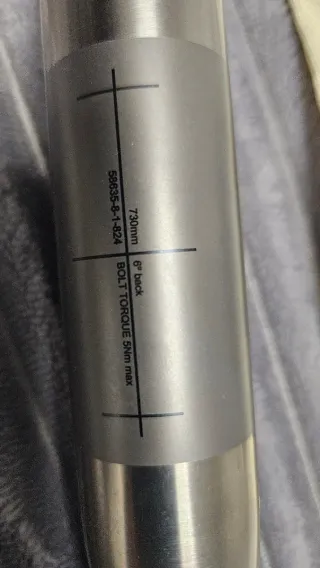 730mm
58635-8-1-824
6° back
BOLT TORQUE 5Nm max